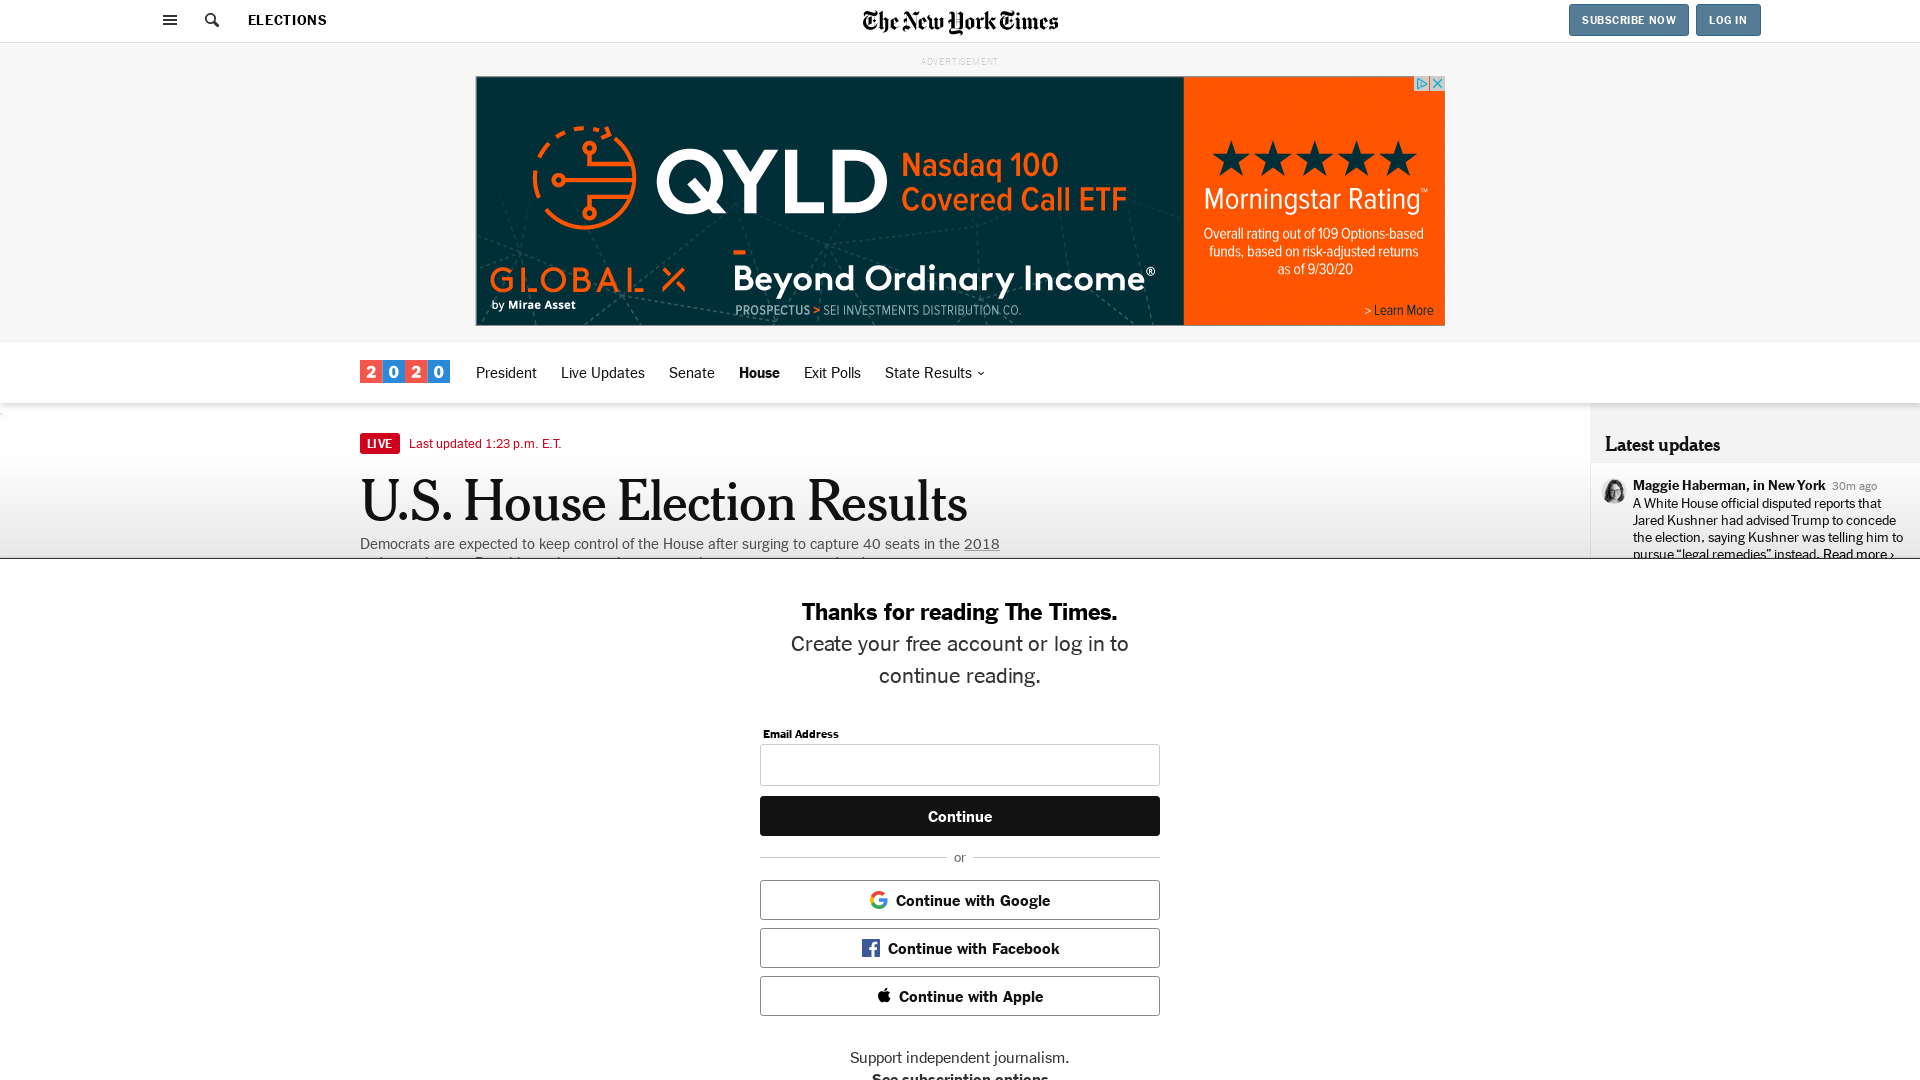 ELECTIONS
The New York Times
SUBSCRIBE NOW
LOG IN
ADVERTISEMENT
QYLD
Nasdaq 100
Covered Call ETF
GLOBAL X
by Mirae Asset
Beyond Ordinary Income®
PROSPECTUS > SEI INVESTMENTS DISTRIBUTION CO.
Morningstar Rating™
Overall rating out of 109 Options-based
funds, based on risk-adjusted returns
as of 9/30/20
> Learn More
2020
President
Live Updates
Senate
House
Exit Polls
State Results
LIVE
Last updated 1:23 p.m. E.T.
U.S. House Election Results
Democrats are expected to keep control of the House after surging to capture 40 seats in the 2018
Latest updates
Maggie Haberman, in New York 30m ago
A White House official disputed reports that
Jared Kushner had advised Trump to concede
the election, saying Kushner was telling him to
pursue “legal remedies” instead. Read more ›
Thanks for reading The Times.
Create your free account or log in to
continue reading.
Email Address
Continue
or
Continue with Google
Continue with Facebook
Continue with Apple
Support independent journalism.
See subscription options